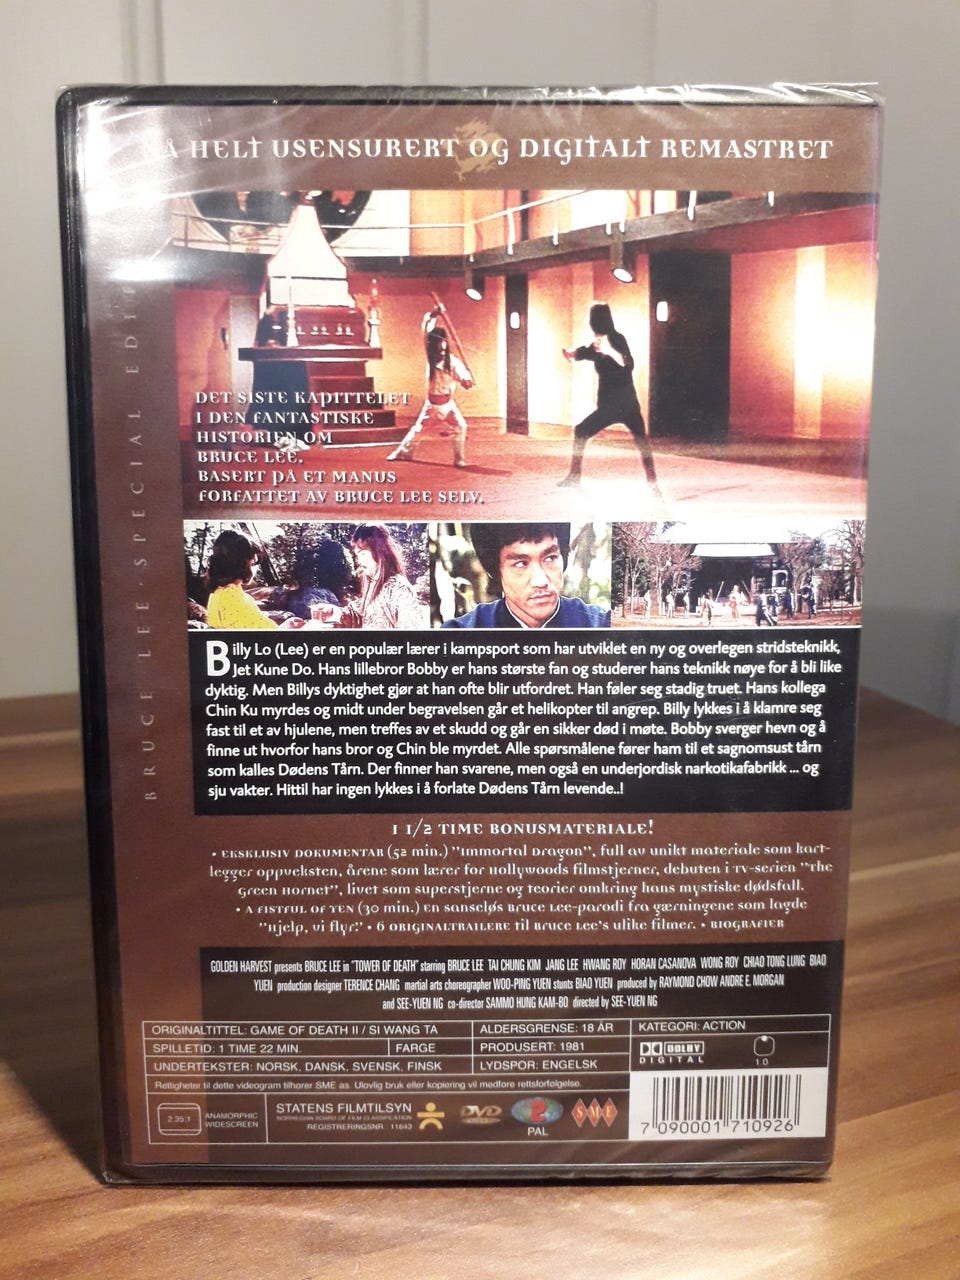 NÅ HELT USENSURERT OG DIGITALT REMASTRET
BRUCE LEE · SPECIAL EDIT
DET SISTE KAPITTELET
I DEN FANTASTISKE
HISTORIEN OM
BRUCE LEE.
BASERT PÅ ET MANUS
FORFATTET AV BRUCE LEE SELV.
Billy Lo (Lee) er en populær lærer i kampsport som har utviklet en ny og overlegen stridsteknikk,
Jet Kune Do. Hans lillebror Bobby er hans største fan og studerer hans teknikk nøye for å bli like
dyktig. Men Billys dyktighet gjør at han ofte blir utfordret. Han føler seg stadig truet. Hans kollega
Chin Ku myrdes og midt under begravelsen går et helikopter til angrep. Billy lykkes i å klamre seg
fast til et av hjulene, men treffes av et skudd og går en sikker død i møte. Bobby sverger hevn og å
finne ut hvorfor hans bror og Chin ble myrdet. Alle spørsmålene fører ham til et sagnomsust tårn
som kalles Dødens Tårn. Der finner han svarene, men også en underjordisk narkotikafabrikk ... og
sju vakter. Hittil har ingen lykkes i å forlate Dødens Tårn levende..!
1 1/2 TIME BONUSMATERIALE!
• EKSKLUSIV DOKUMENTAR (52 min.) "Immortal Dragon", full av unikt materiale som kart-
legger oppveksten, årene som lærer for Hollywoods filmstjerner, debuten i TV-serien "The
Green Hornet", livet som superstjerne og teorier omkring hans mystiske dødsfall.
• A FISTFUL OF YEN (30 min.) En sanseløs Bruce Lee-parodi fra gærningene som lagde
"Hjelp, vi flyr!" • 6 ORIGINALTRAILERE til Bruce Lee's ulike filmer. • BIOGRAFIER
GOLDEN HARVEST presents BRUCE LEE in "TOWER OF DEATH" starring BRUCE LEE TAI CHUNG KIM JANG LEE HWANG ROY HORAN CASANOVA WONG ROY CHIAO TONG LUNG BIAO
YUEN production designer TERENCE CHANG martial arts choreographer WOO-PING YUEN stunts BIAO YUEN produced by RAYMOND CHOW ANDRE E. MORGAN
and SEE-YUEN NG co-director SAMMO HUNG KAM-BO directed by SEE-YUEN NG
ORIGINALTITTEL: GAME OF DEATH II / SI WANG TA
ALDERSGRENSE: 18 ÅR
KATEGORI: ACTION
SPILLETID: 1 TIME 22 MIN.
FARGE
PRODUSERT: 1981
DOLBY
DIGITAL
1.0
UNDERTEKSTER: NORSK, DANSK, SVENSK, FINSK
LYDSPOR: ENGELSK
Rettigheter til dette videogram tilhører SME as. Ulovlig bruk eller kopiering vil medføre rettsforfølgelse.
2.35:1
ANAMORPHIC
WIDESCREEN
STATENS FILMTILSYN
NORWEGIAN BOARD OF FILM CLASSIFICATION
REGISTRERINGSNR. 11643
DVD
VIDEO
2
PAL
SME
7 090001 710926